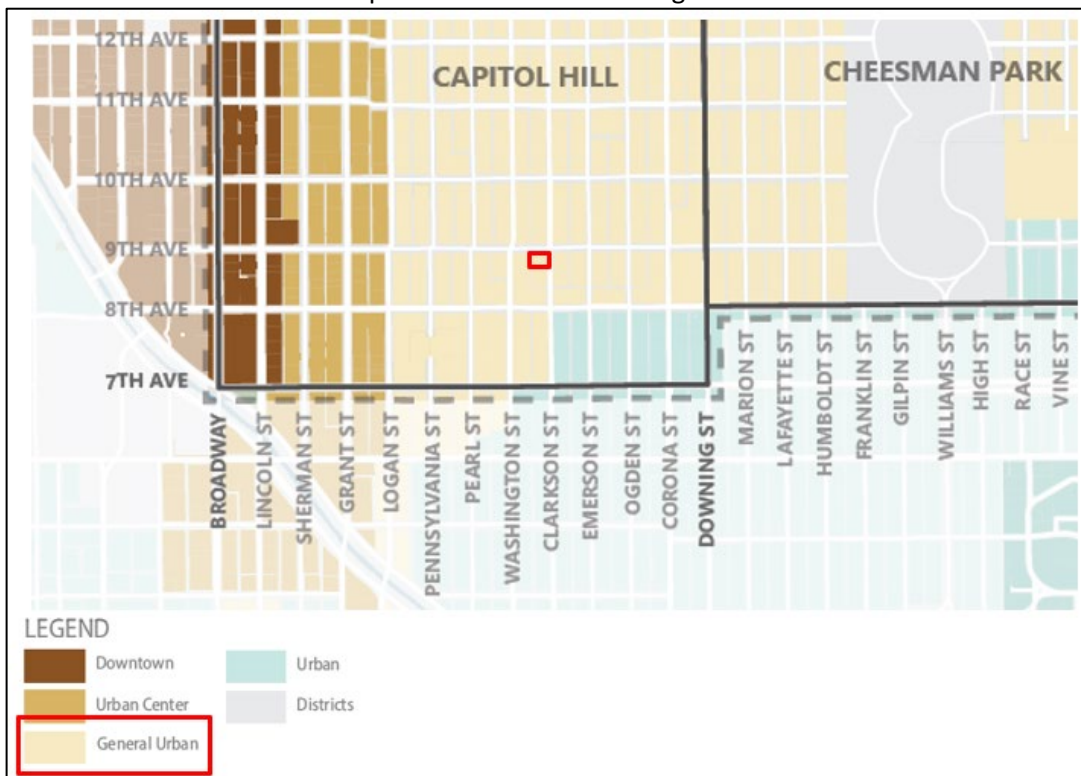 12TH AVE
CAPITOL HILL
CHEESMAN PARK
11TH AVE
10TH AVE
9TH AVE
8TH AVE
7TH AVE
BROADWAY
LINCOLN ST
SHERMAN ST
GRANT ST
LOGAN ST
PENNSYLVANIA ST
PEARL ST
WASHINGTON ST
CLARKSON ST
EMERSON ST
OGDEN ST
CORONA ST
DOWNING ST
MARION ST
LAFAYETTE ST
HUMBOLDT ST
FRANKLIN ST
GILPIN ST
WILLIAMS ST
HIGH ST
RACE ST
VINE ST
LEGEND
Downtown
Urban
Urban Center
Districts
General Urban